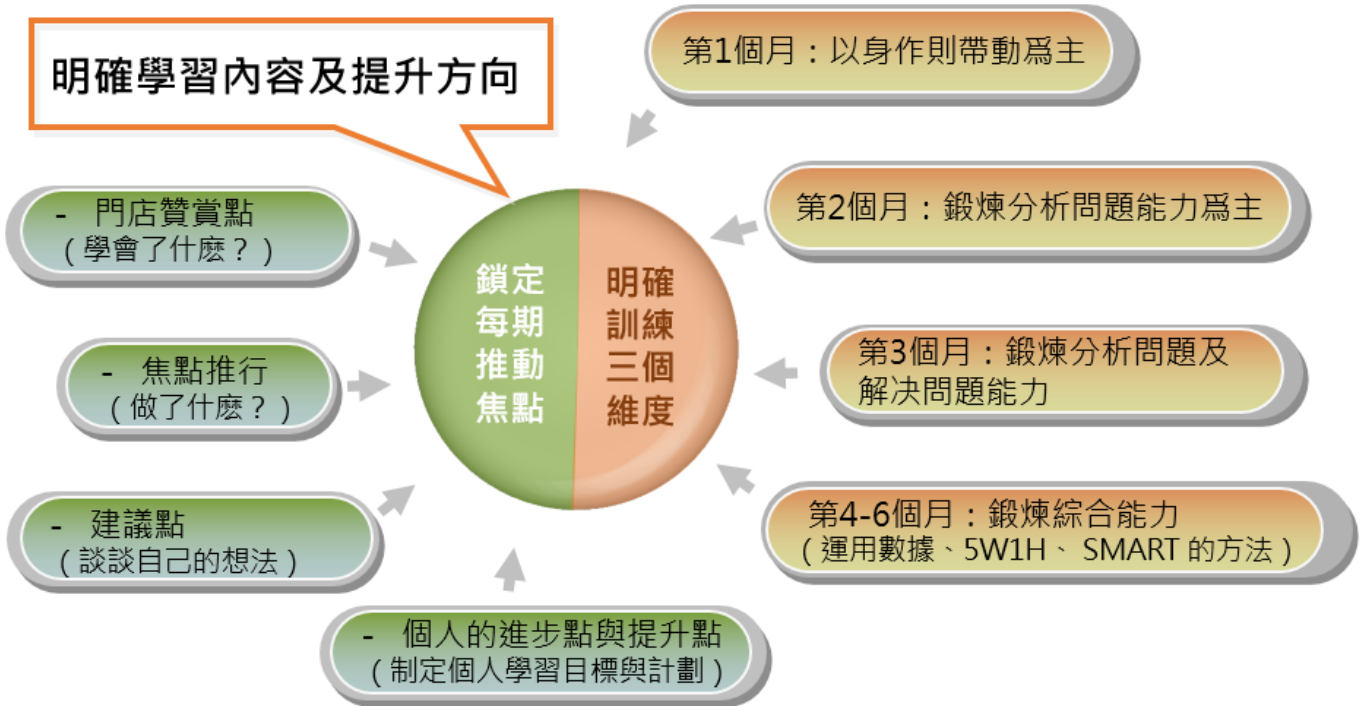 明確學習內容及提升方向
- 門店贊賞點
（學會了什麽？）
- 焦點推行
（做了什麽？）
- 建議點
（談談自己的想法）
- 個人的進步點與提升點
（制定個人學習目標與計劃）
鎖定
每期
推動
焦點
明確
訓練
三個
維度
第1個月：以身作則帶動爲主
第2個月：鍛煉分析問題能力爲主
第3個月：鍛煉分析問題及
解決問題能力
第4-6個月：鍛煉綜合能力
（運用數據、5W1H、 SMART 的方法）